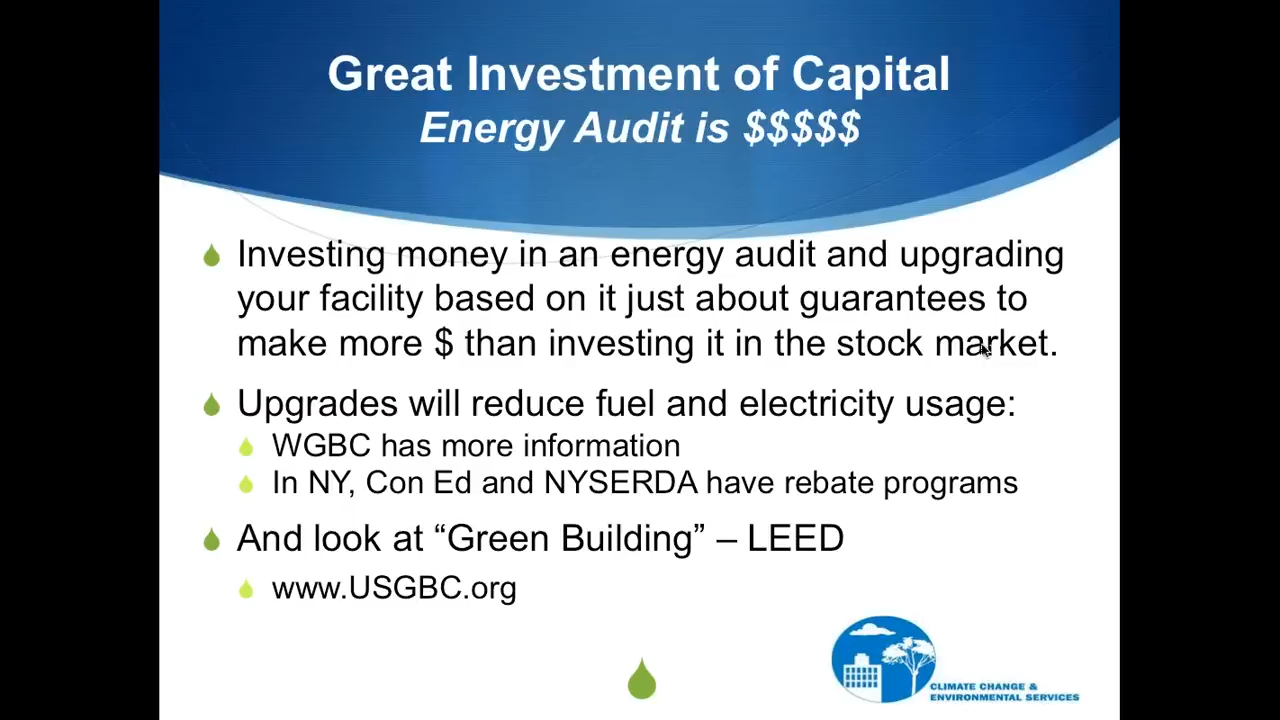 Great Investment of Capital
Energy Audit is $$$$$
Investing money in an energy audit and upgrading
your facility based on it just about guarantees to
make more $ than investing it in the stock market.
Upgrades will reduce fuel and electricity usage:
WGBC has more information
In NY, Con Ed and NYSERDA have rebate programs
And look at “Green Building” – LEED
www.USGBC.org
CLIMATE CHANGE &
ENVIRONMENTAL SERVICES